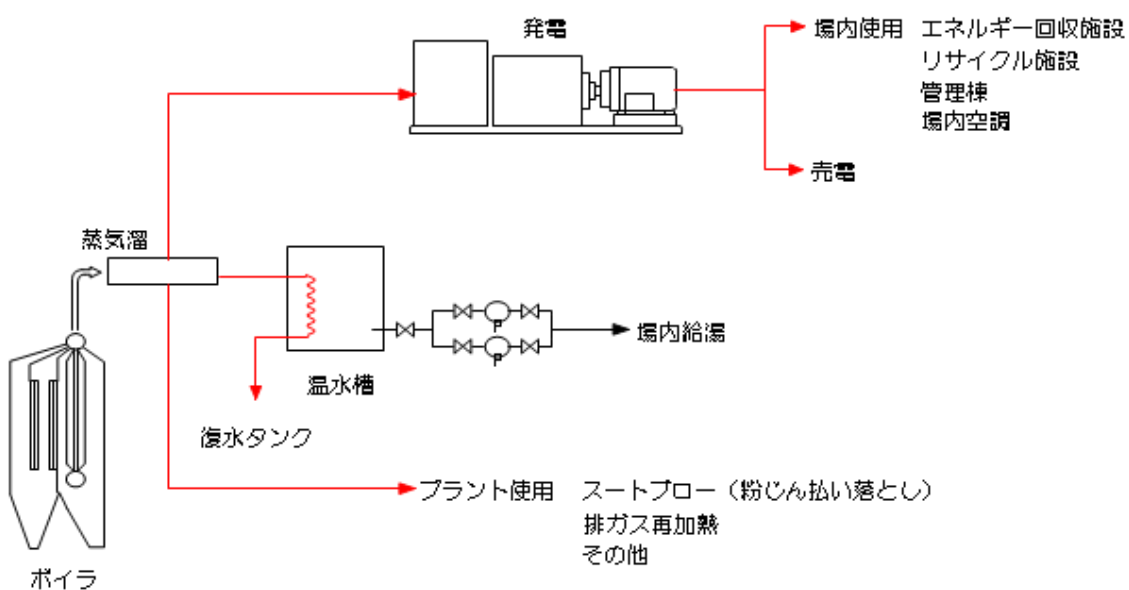 発電
場内使用 エネルギー回収施設
リサイクル施設
管理棟
場内空調
売電
蒸気溜
P
P
場内給湯
温水槽
復水タンク
プラント使用 スートブロー（粉じん払い落とし）
排ガス再加熱
その他
ボイラ